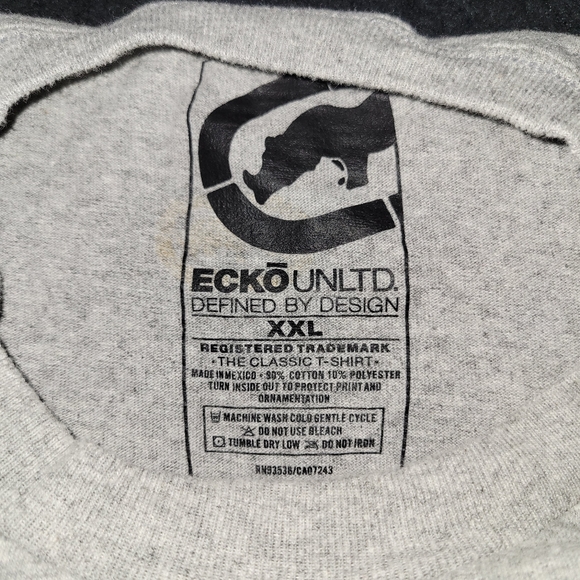 ECKŌ UNLTD.
DEFINED BY DESIGN
XXL
REGISTERED TRADEMARK
•THE CLASSIC T-SHIRT•
MADE IN MEXICO • 90% COTTON 10% POLYESTER
TURN INSIDE OUT TO PROTECT PRINT AND
ORNAMENTATION
MACHINE WASH COLD GENTLE CYCLE
DO NOT USE BLEACH
TUMBLE DRY LOW DO NOT IRON
RN93538/CA07243